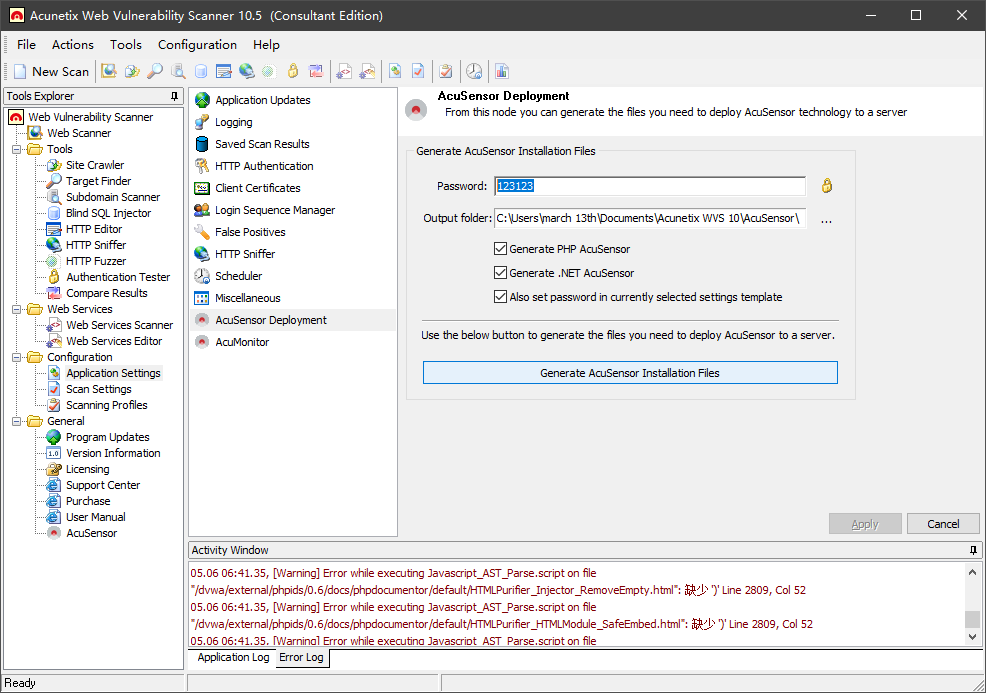 Acunetix Web Vulnerability Scanner 10.5 (Consultant Edition)
File Actions Tools Configuration Help
New Scan
Tools Explorer
Web Vulnerability Scanner
Web Scanner
Tools
Site Crawler
Target Finder
Subdomain Scanner
Blind SQL Injector
HTTP Editor
HTTP Sniffer
HTTP Fuzzer
Authentication Tester
Compare Results
Web Services
Web Services Scanner
Web Services Editor
Configuration
Application Settings
Scan Settings
Scanning Profiles
General
Program Updates
1.0 Version Information
Licensing
Support Center
Purchase
User Manual
AcuSensor
Application Updates
Logging
Saved Scan Results
HTTP Authentication
Client Certificates
Login Sequence Manager
False Positives
HTTP Sniffer
Scheduler
Miscellaneous
AcuSensor Deployment
AcuMonitor
AcuSensor Deployment
From this node you can generate the files you need to deploy AcuSensor technology to a server
Generate AcuSensor Installation Files
Password: 123123
Output folder: C:\Users\march 13th\Documents\Acunetix WVS 10\AcuSensor\ ...
Generate PHP AcuSensor
Generate .NET AcuSensor
Also set password in currently selected settings template
Use the below button to generate the files you need to deploy AcuSensor to a server.
Generate AcuSensor Installation Files
Apply Cancel
Activity Window
05.06 06:41.35, [Warning] Error while executing Javascript_AST_Parse.script on file
"/dvwa/external/phpids/0.6/docs/phpdocumentor/default/HTMLPurifier_Injector_RemoveEmpty.html": 缺少 ')' Line 2809, Col 52
05.06 06:41.35, [Warning] Error while executing Javascript_AST_Parse.script on file
"/dvwa/external/phpids/0.6/docs/phpdocumentor/default/HTMLPurifier_HTMLModule_SafeEmbed.html": 缺少 ')' Line 2809, Col 52
05.06 06:41.35, [Warning] Error while executing Javascript_AST_Parse.script on file
Application Log Error Log
Ready